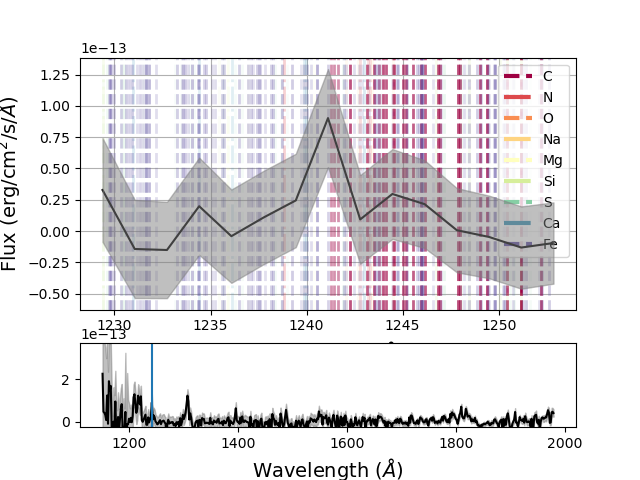 1e−13
Flux (erg/cm²/s/Å)
1.25
1.00
0.75
0.50
0.25
0.00
−0.25
−0.50
C
N
O
Na
Mg
Si
S
Ca
Fe
1230
1235
1240
1245
1250
1e−13
2
0
1200
1400
1600
1800
2000
Wavelength (Å)